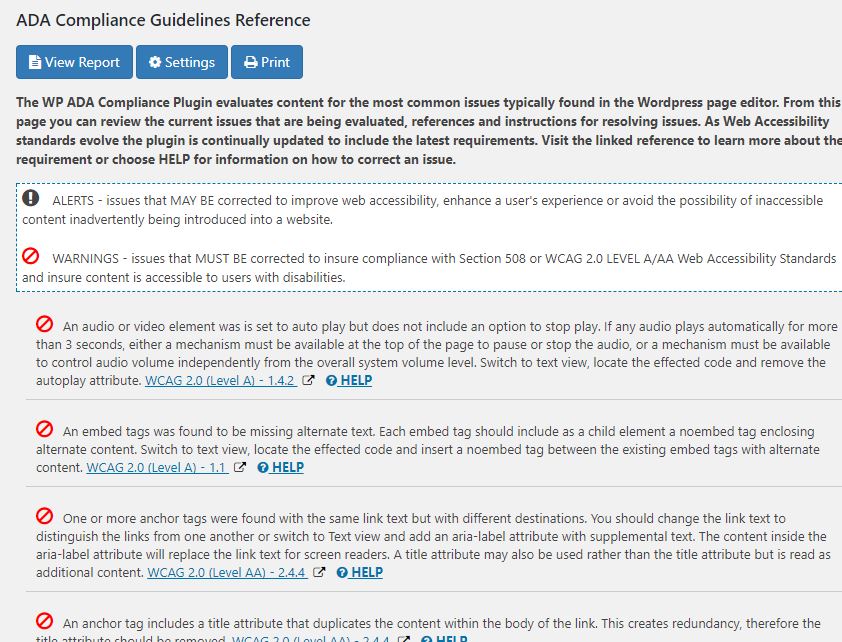 ADA Compliance Guidelines Reference
View Report Settings Print
The WP ADA Compliance Plugin evaluates content for the most common issues typically found in the Wordpress page editor. From this
page you can review the current issues that are being evaluated, references and instructions for resolving issues. As Web Accessibility
standards evolve the plugin is continually updated to include the latest requirements. Visit the linked reference to learn more about the
requirement or choose HELP for information on how to correct an issue.
ALERTS - issues that MAY BE corrected to improve web accessibility, enhance a user's experience or avoid the possibility of inaccessible
content inadvertently being introduced into a website.
WARNINGS - issues that MUST BE corrected to insure compliance with Section 508 or WCAG 2.0 LEVEL A/AA Web Accessibility Standards
and insure content is accessible to users with disabilities.
An audio or video element was is set to auto play but does not include an option to stop play. If any audio plays automatically for more
than 3 seconds, either a mechanism must be available at the top of the page to pause or stop the audio, or a mechanism must be available
to control audio volume independently from the overall system volume level. Switch to text view, locate the effected code and remove the
autoplay attribute. WCAG 2.0 (Level A) - 1.4.2 HELP
An embed tags was found to be missing alternate text. Each embed tag should include as a child element a noembed tag enclosing
alternate content. Switch to text view, locate the effected code and insert a noembed tag between the existing embed tags with alternate
content. WCAG 2.0 (Level A) - 1.1 HELP
One or more anchor tags were found with the same link text but with different destinations. You should change the link text to
distinguish the links from one another or switch to Text view and add an aria-label attribute with supplemental text. The content inside the
aria-label attribute will replace the link text for screen readers. A title attribute may also be used rather than the title attribute but is read as
additional content. WCAG 2.0 (Level AA) - 2.4.4 HELP
An anchor tag includes a title attribute that duplicates the content within the body of the link. This creates redundancy, therefore the
title attribute should be removed. WCAG 2.0 (Level AA) - 2.4.4 HELP